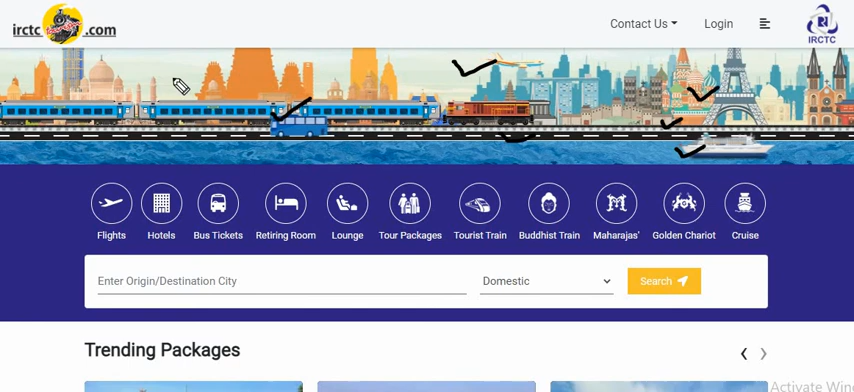 irctc tourism .com
Contact Us Login
IRCTC
Flights Hotels Bus Tickets Retiring Room Lounge Tour Packages Tourist Train Buddhist Train Maharajas' Golden Chariot Cruise
Enter Origin/Destination City Domestic Search
Trending Packages
Activate Win